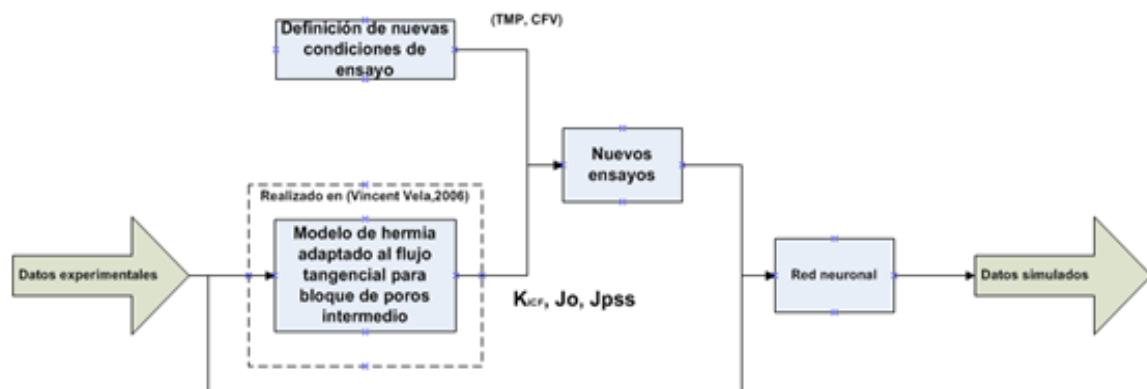 (TMP, CFV)
Definición de nuevas
condiciones de
ensayo
Nuevos
ensayos
Realizado en (Vincent Vela,2006)
Modelo de hermia
adaptado al flujo
tangencial para
bloque de poros
intermedio
Datos experimentales
KICF, Jo, Jpss
Red neuronal
Datos simulados